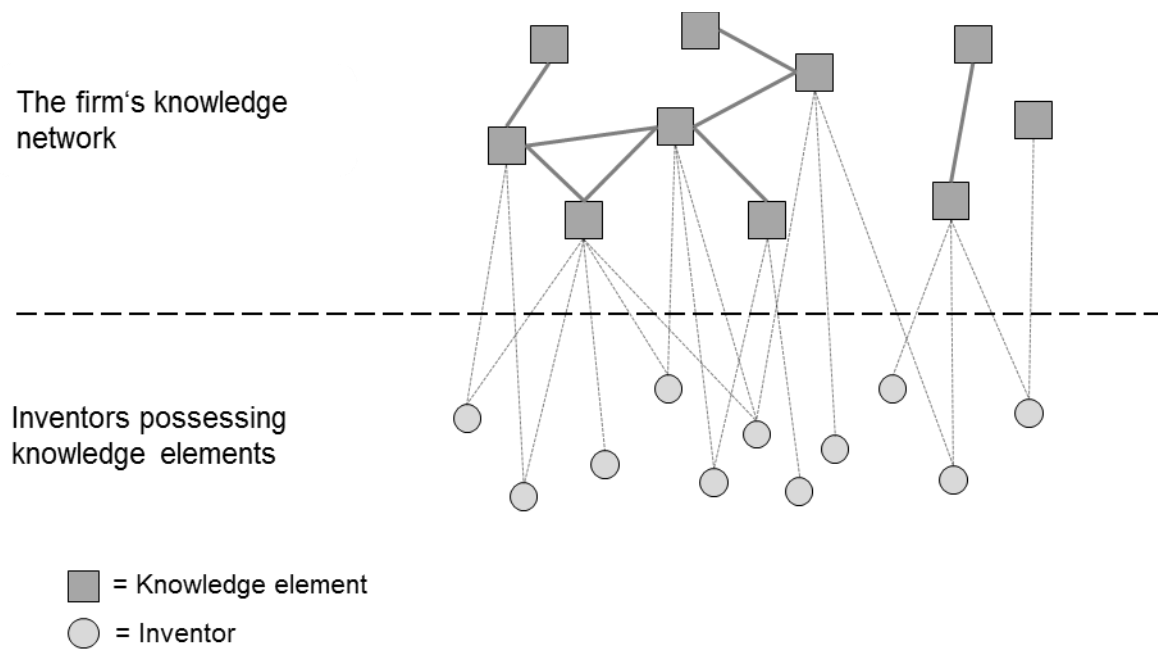 The firm‘s knowledge
network
Inventors possessing
knowledge elements
= Knowledge element
= Inventor